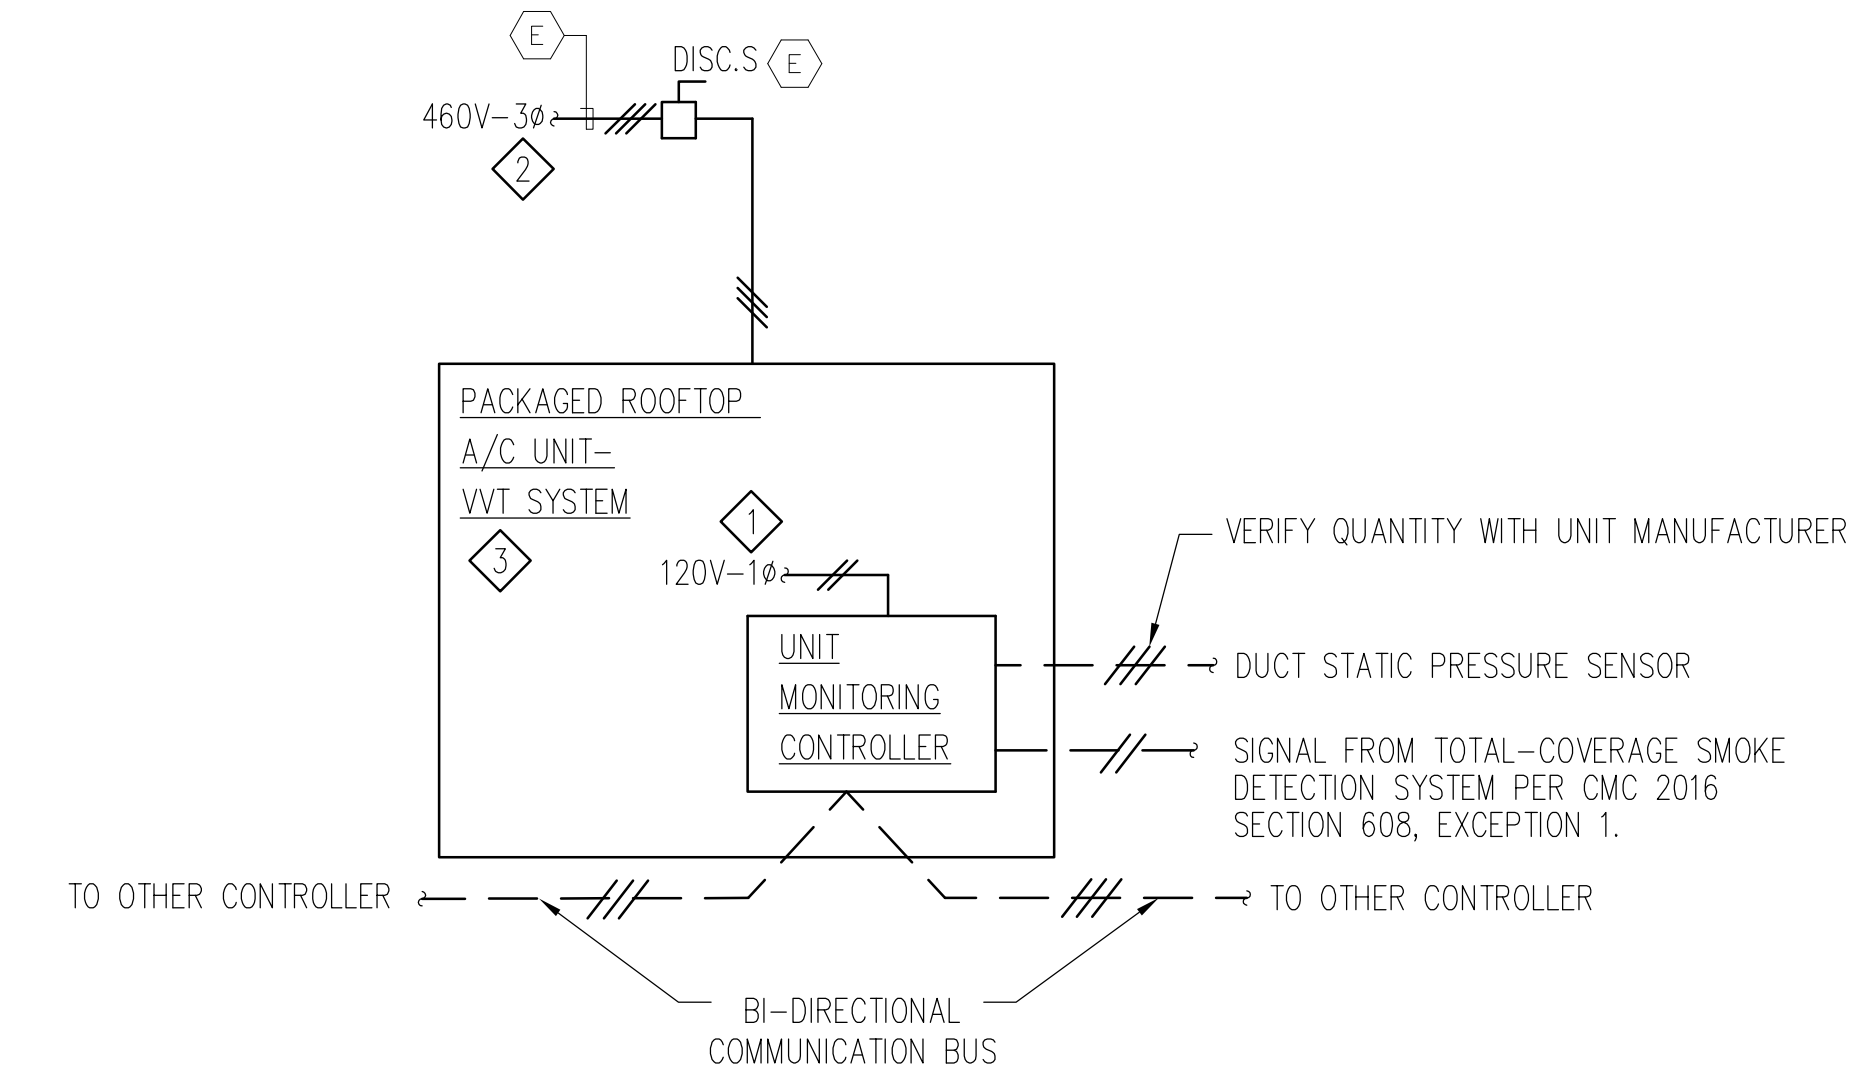 E
DISC.S E
460V-3ø
2
PACKAGED ROOFTOP
A/C UNIT-
VVT SYSTEM
3
1
120V-1ø
UNIT
MONITORING
CONTROLLER
VERIFY QUANTITY WITH UNIT MANUFACTURER
DUCT STATIC PRESSURE SENSOR
SIGNAL FROM TOTAL-COVERAGE SMOKE
DETECTION SYSTEM PER CMC 2016
SECTION 608, EXCEPTION 1.
TO OTHER CONTROLLER
TO OTHER CONTROLLER
BI-DIRECTIONAL
COMMUNICATION BUS